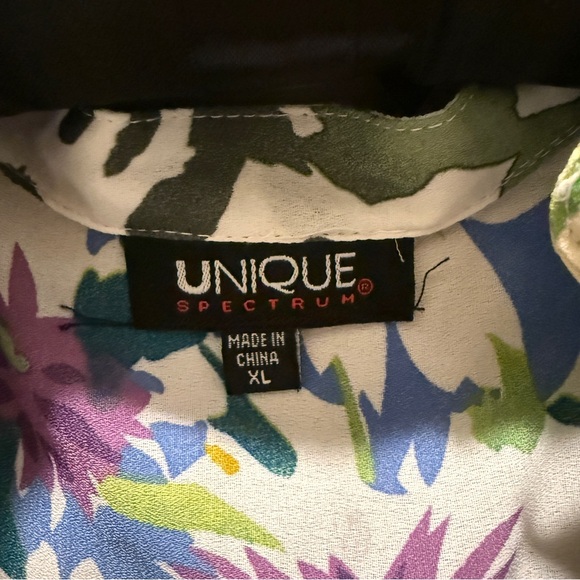 UNIQUE
SPECTRUM®
MADE IN
CHINA
XL